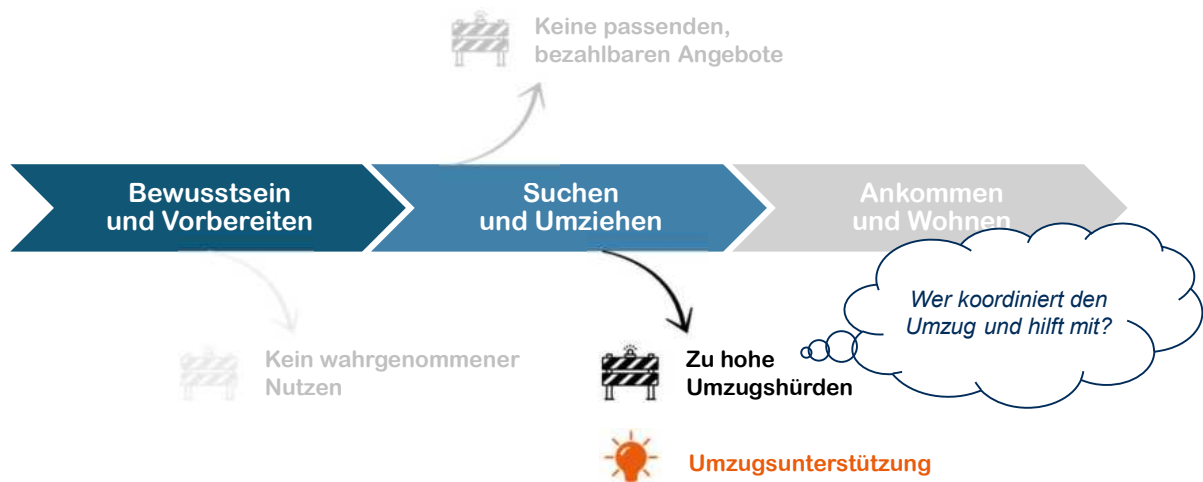 Keine passenden,
bezahlbaren Angebote
Bewusstsein
und Vorbereiten
Suchen
und Umziehen
Ankommen
und Wohnen
Wer koordiniert den
Umzug und hilft mit?
Kein wahrgenommener
Nutzen
Zu hohe
Umzugshürden
Umzugsunterstützung